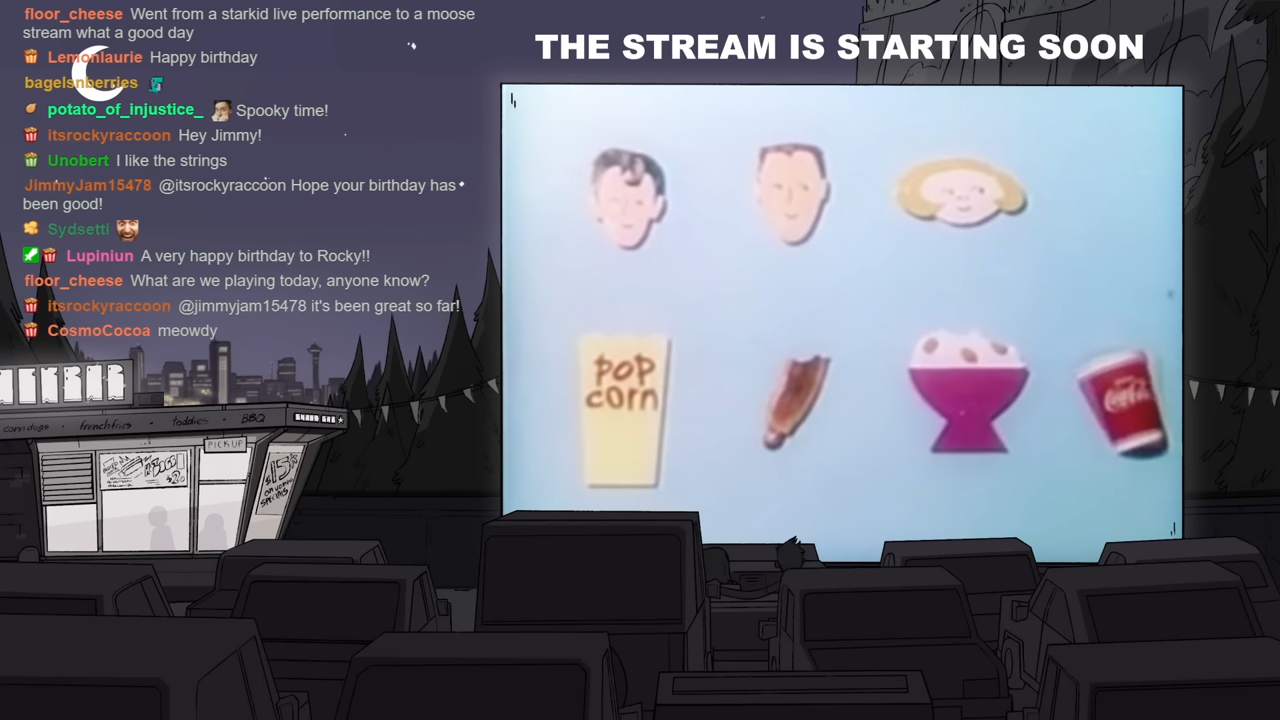 floor_cheese Went from a starkid live performance to a moose
stream what a good day
Lemonlaurie Happy birthday
bagelsnberries
potato_of_injustice_ Spooky time!
itsrockyraccoon Hey Jimmy!
Unobert I like the strings
JimmyJam15478 @itsrockyraccoon Hope your birthday has
been good!
Sydsetti
Lupiniun A very happy birthday to Rocky!!
floor_cheese What are we playing today, anyone know?
itsrockyraccoon @jimmyjam15478 it's been great so far!
CosmoCocoa meowdy
THE STREAM IS STARTING SOON
POP
CORN
Coca-Cola
corndogs · frenchfries · toddies · BBQ
PICKUP